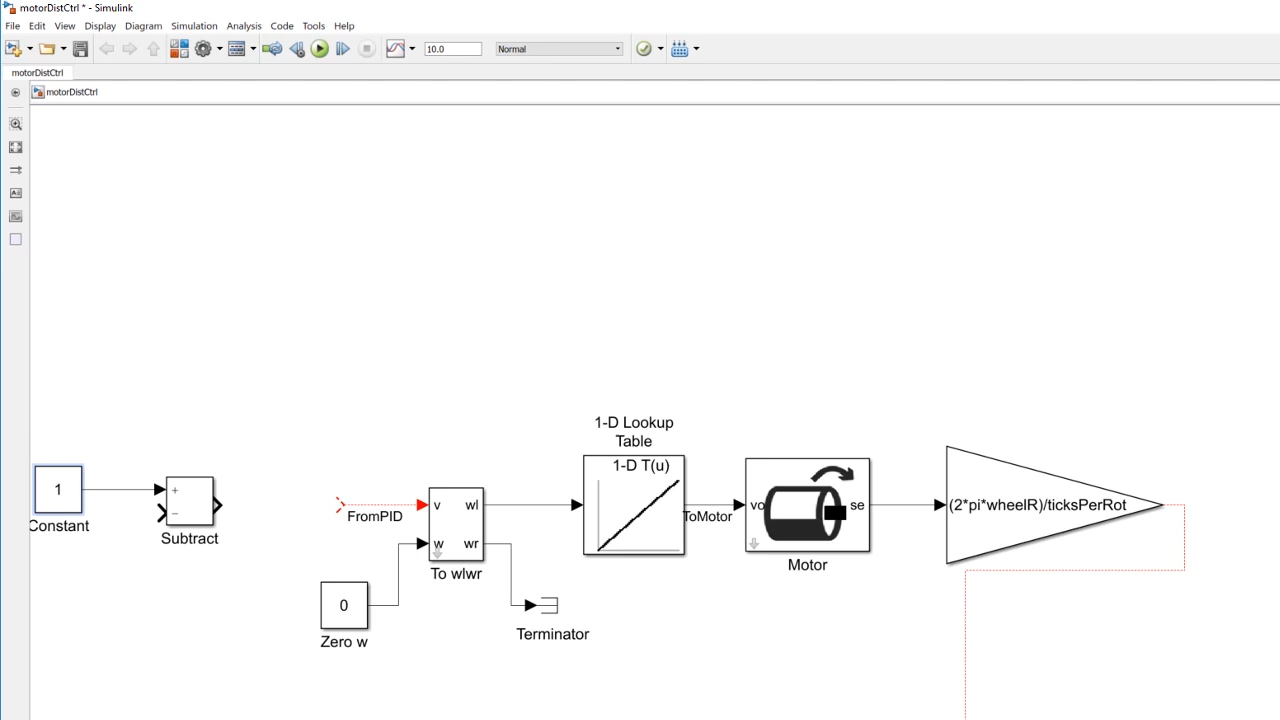 motorDistCtrl * - Simulink
File Edit View Display Diagram Simulation Analysis Code Tools Help
10.0 Normal
motorDistCtrl
motorDistCtrl
1-D Lookup
Table
1-D T(u)
1
Constant
+
−
Subtract
FromPID
v wl
w wr
To wlwr
ToMotor
vo se
Motor
(2*pi*wheelR)/ticksPerRot
0
Zero w
Terminator